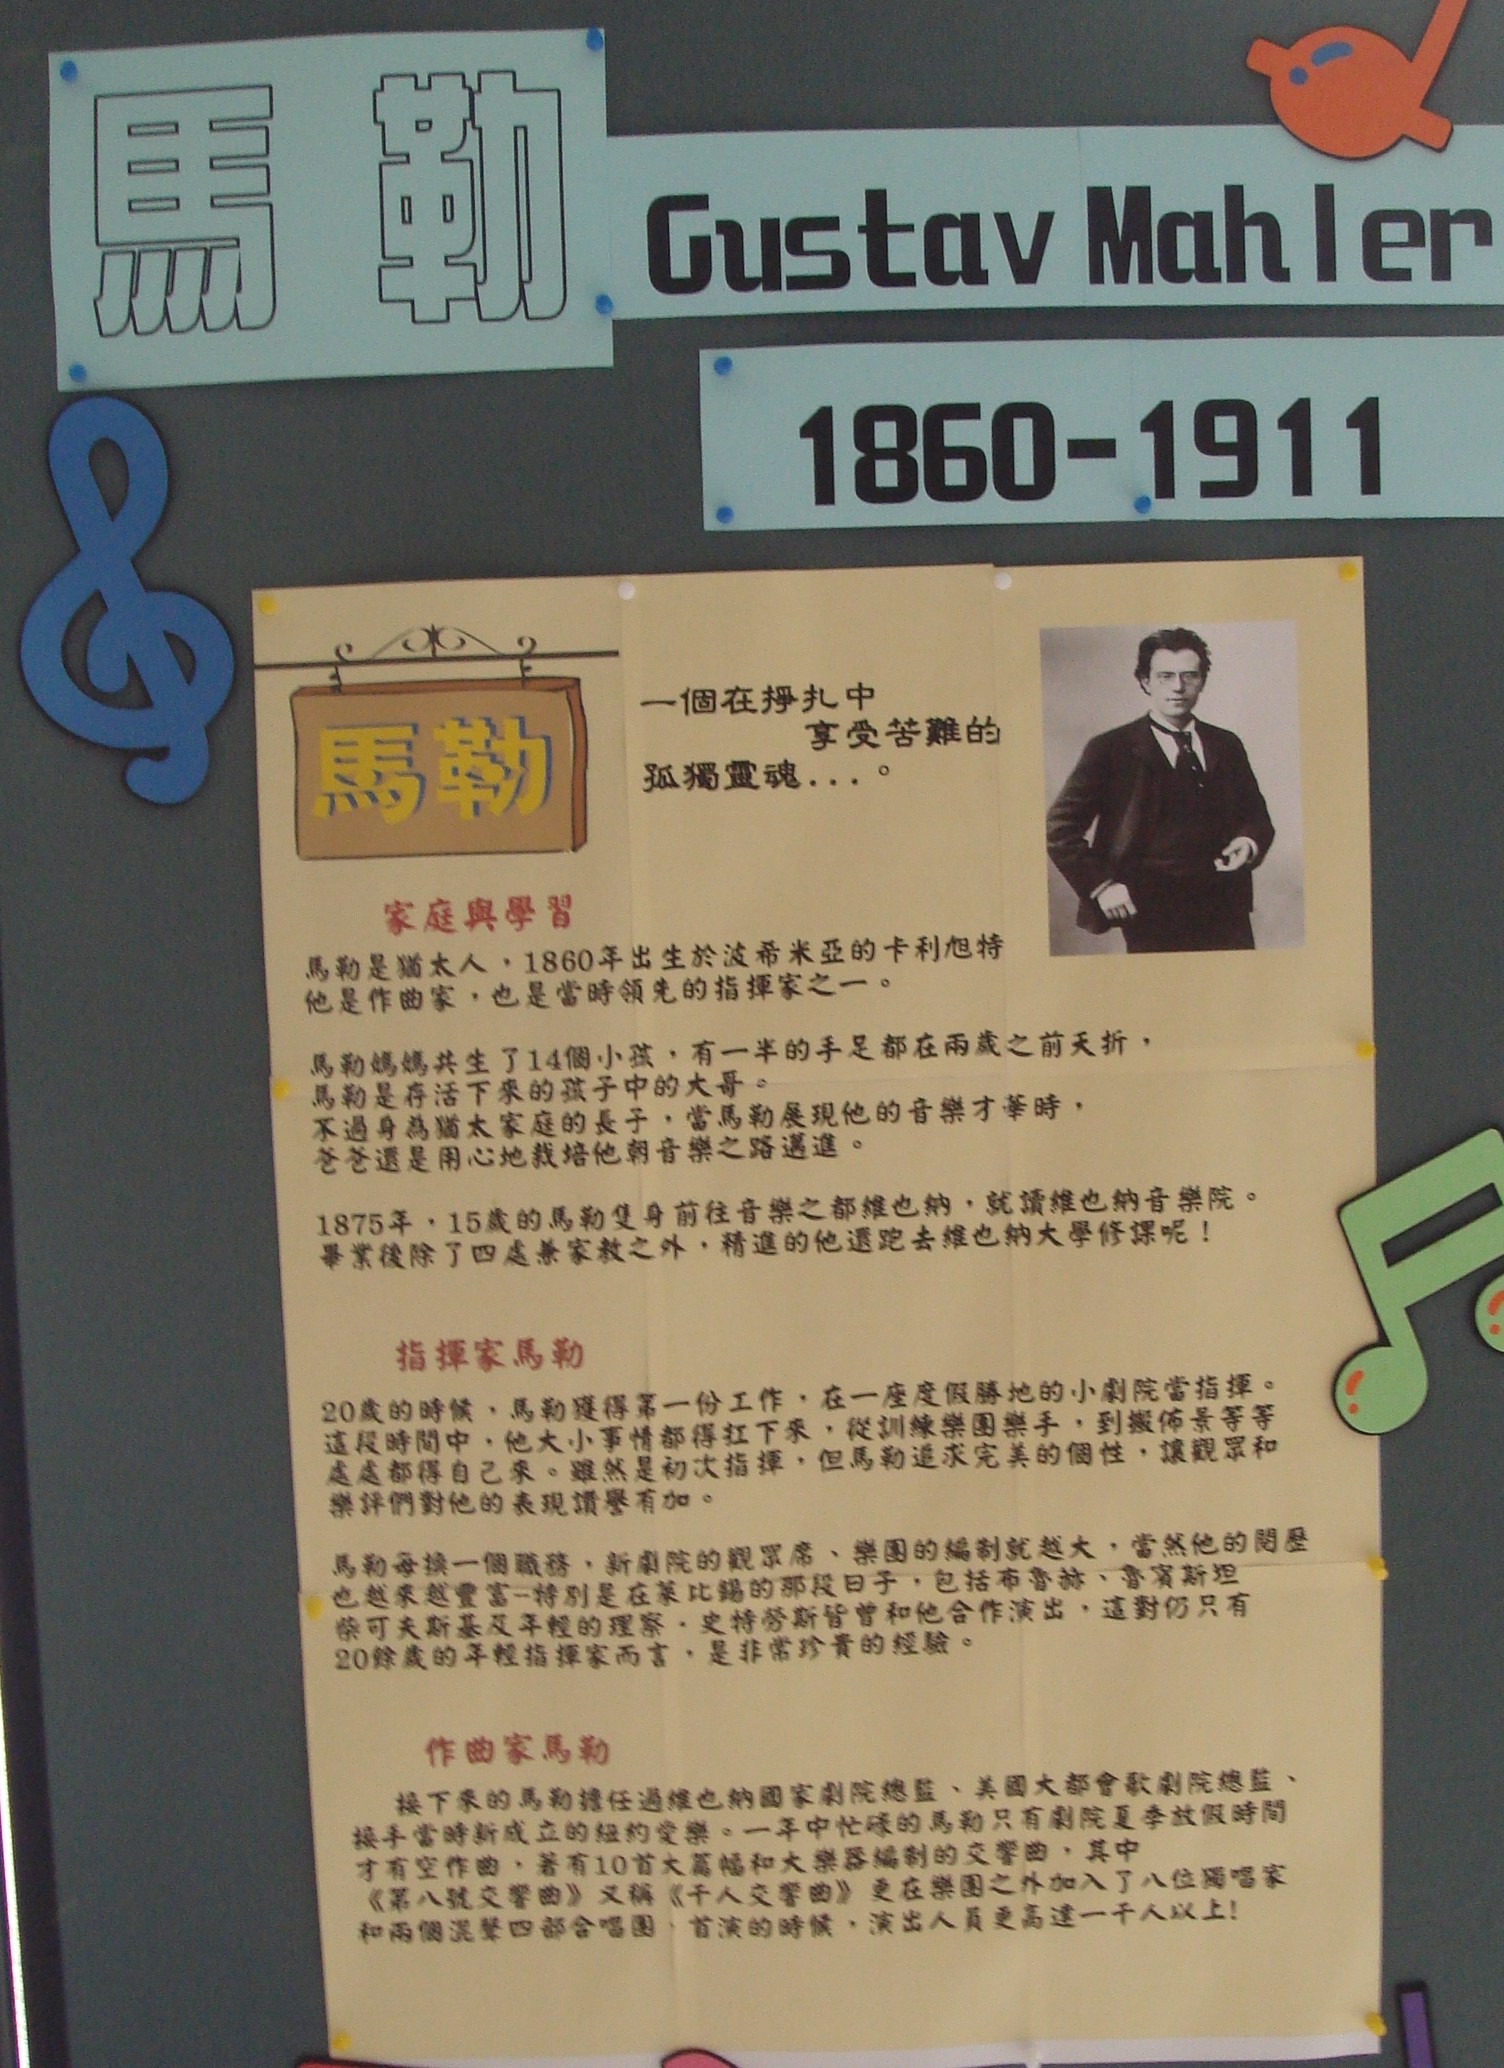 馬 勒
Gustav Mahler
1860-1911
馬勒
一個在掙扎中
享受苦難的
孤獨靈魂...。
家庭與學習
馬勒是猶太人，1860年出生於波希米亞的卡利旭特
他是作曲家，也是當時領先的指揮家之一。
馬勒媽媽共生了14個小孩，有一半的手足都在兩歲之前夭折，
馬勒是存活下來的孩子中的大哥。
不過身為猶太家庭的長子，當馬勒展現他的音樂才華時，
爸爸還是用心地栽培他朝音樂之路邁進。
1875年，15歲的馬勒隻身前往音樂之都維也納，就讀維也納音樂院。
畢業後除了四處兼家教之外，精進的他還跑去維也納大學修課呢！
指揮家馬勒
20歲的時候，馬勒獲得第一份工作，在一座度假勝地的小劇院當指揮。
這段時間中，他大小事情都得扛下來，從訓練樂團樂手，到搬佈景等等
處處都得自己來。雖然是初次指揮，但馬勒追求完美的個性，讓觀眾和
樂評們對他的表現讚譽有加。
馬勒每換一個職務，新劇院的觀眾席、樂團的編制就越大，當然他的閱歷
也越來越豐富－特別是在萊比錫的那段日子，包括布魯赫、魯賓斯坦
柴可夫斯基及年輕的理察．史特勞斯皆曾和他合作演出，這對仍只有
20餘歲的年輕指揮家而言，是非常珍貴的經驗。
作曲家馬勒
接下來的馬勒擔任過維也納國家劇院總監、美國大都會歌劇院總監、
接手當時新成立的紐約愛樂。一年中忙碌的馬勒只有劇院夏季放假時間
才有空作曲，著有10首大篇幅和大樂器編制的交響曲，其中
《第八號交響曲》又稱《千人交響曲》更在樂團之外加入了八位獨唱家
和兩個混聲四部合唱團，首演的時候，演出人員更高達一千人以上!